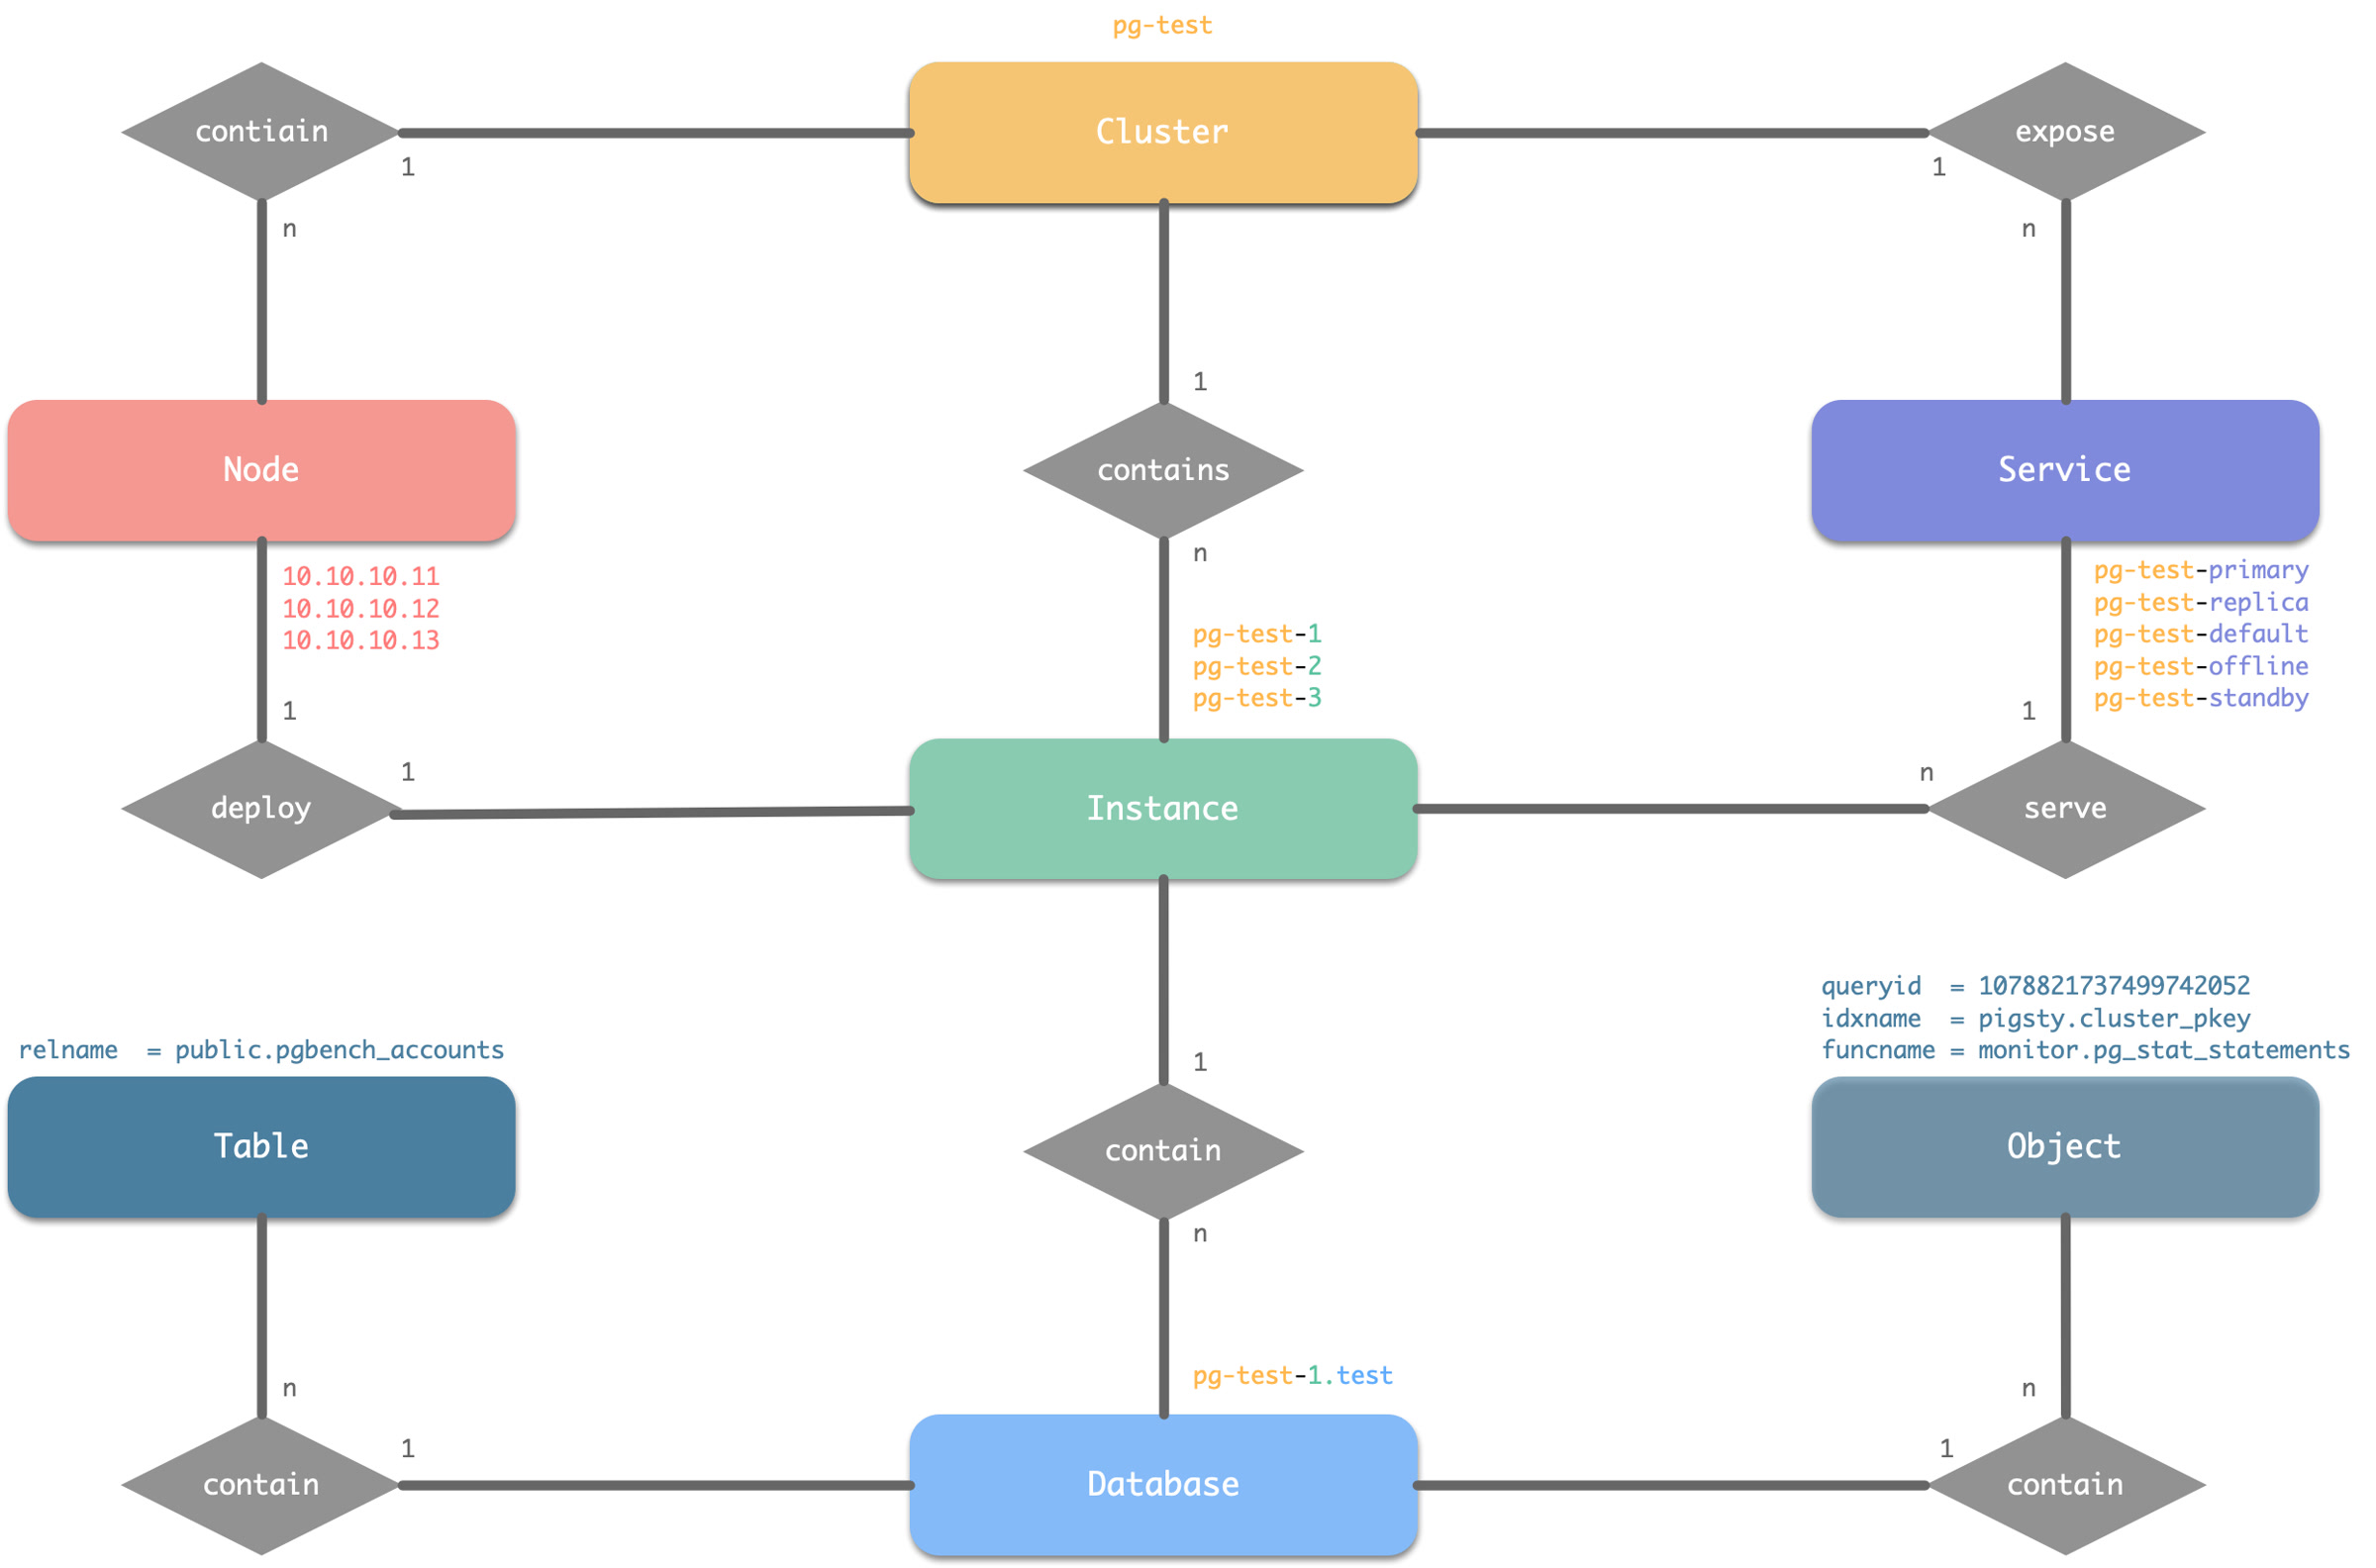 pg-test
contiain
Cluster
expose
1
1
n
n
1
Node
contains
Service
n
10.10.10.11
10.10.10.12
10.10.10.13
pg-test-1
pg-test-2
pg-test-3
pg-test-primary
pg-test-replica
pg-test-default
pg-test-offline
pg-test-standby
1
1
1
n
deploy
Instance
serve
queryid  = 1078821737499742052
idxname  = pigsty.cluster_pkey
funcname = monitor.pg_stat_statements
relname  = public.pgbench_accounts
1
Table
contain
Object
n
pg-test-1.test
n
n
1
1
contain
Database
contain